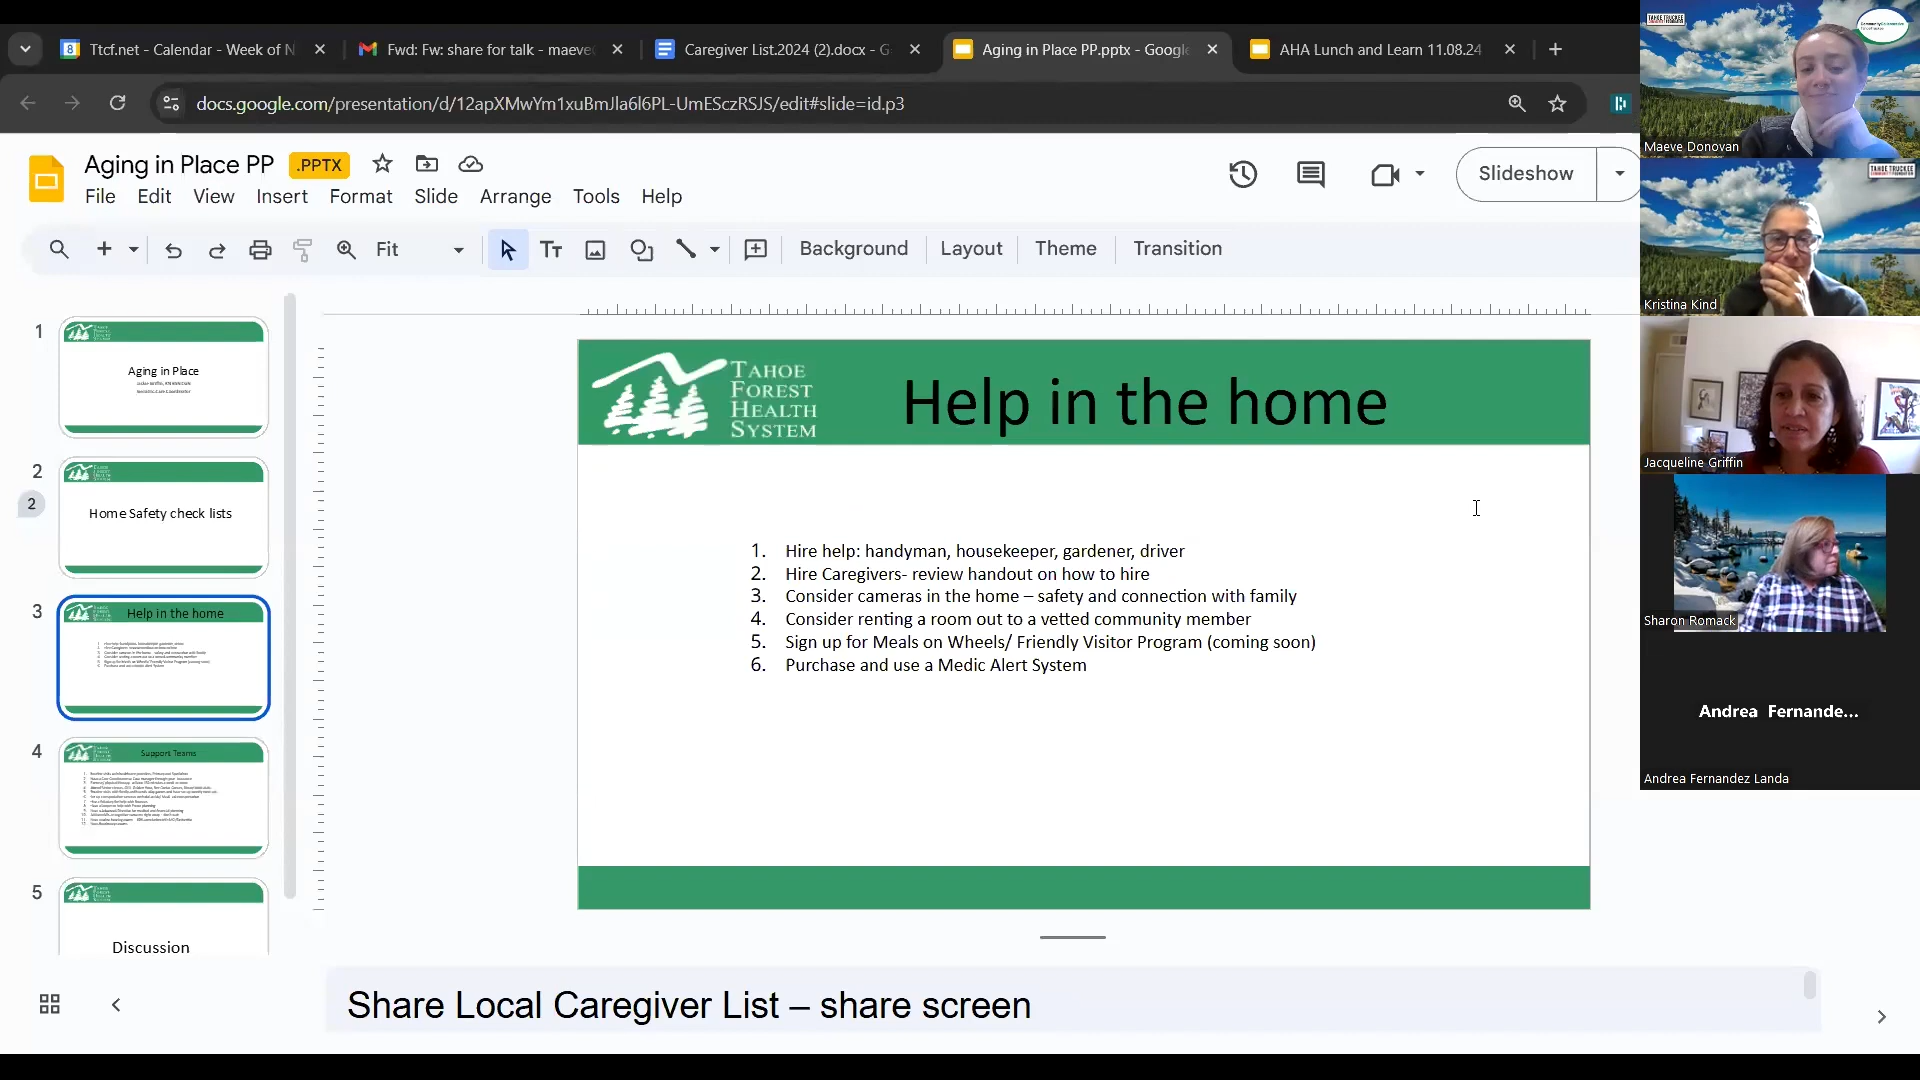 Ttcf.net - Calendar - Week of N
Fwd: Fw: share for talk - maeve
Caregiver List.2024 (2).docx - G
Aging in Place PP.pptx - Google
AHA Lunch and Learn 11.08.24
docs.google.com/presentation/d/12apXMwYm1xuBmJla6l6PL-UmESczRSJS/edit#slide=id.p3
Aging in Place PP .PPTX
File Edit View Insert Format Slide Arrange Tools Help
Slideshow
Fit
Background Layout Theme Transition
1
Aging in Place
2
2
Home Safety check lists
3
Help in the home
4
Support Teams
5
Discussion
TAHOE
FOREST
HEALTH
SYSTEM
Help in the home
1. Hire help: handyman, housekeeper, gardener, driver
2. Hire Caregivers- review handout on how to hire
3. Consider cameras in the home – safety and connection with family
4. Consider renting a room out to a vetted community member
5. Sign up for Meals on Wheels/ Friendly Visitor Program (coming soon)
6. Purchase and use a Medic Alert System
Share Local Caregiver List – share screen
TAHOE TRUCKEE
Maeve Donovan
TAHOE TRUCKEE
Kristina Kind
Jacqueline Griffin
Sharon Romack
Andrea Fernande...
Andrea Fernandez Landa